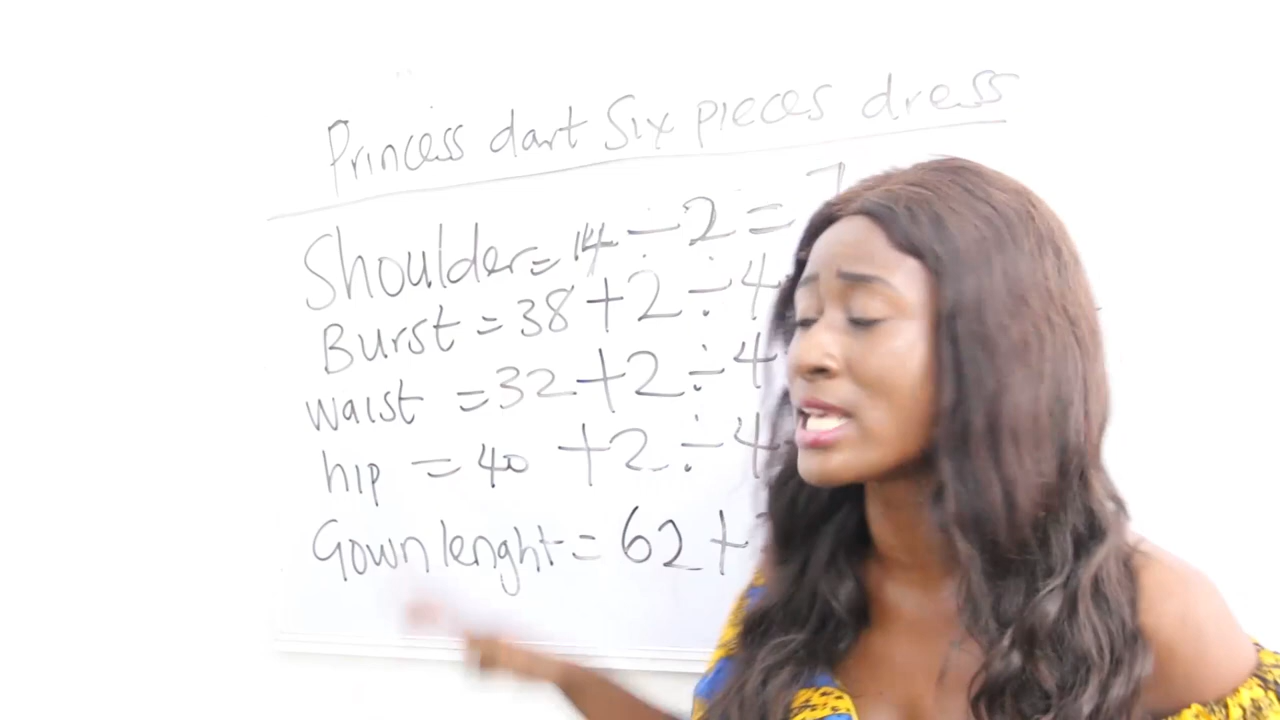 Princess dart Six pieces dress
Shoulder = 14 ÷ 2 = 7
Burst = 38 + 2 ÷ 4
waist = 32 + 2 ÷ 4
hip = 40 + 2 ÷ 4
Gown lenght = 62 +